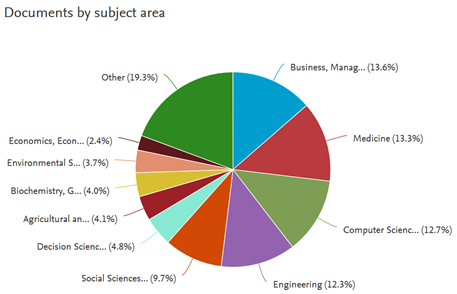 Documents by subject area
Business, Manag... (13.6%)
Medicine (13.3%)
Computer Scienc... (12.7%)
Engineering (12.3%)
Social Sciences... (9.7%)
Decision Scienc... (4.8%)
Agricultural an... (4.1%)
Biochemistry, G... (4.0%)
Environmental S... (3.7%)
Economics, Econ... (2.4%)
Other (19.3%)